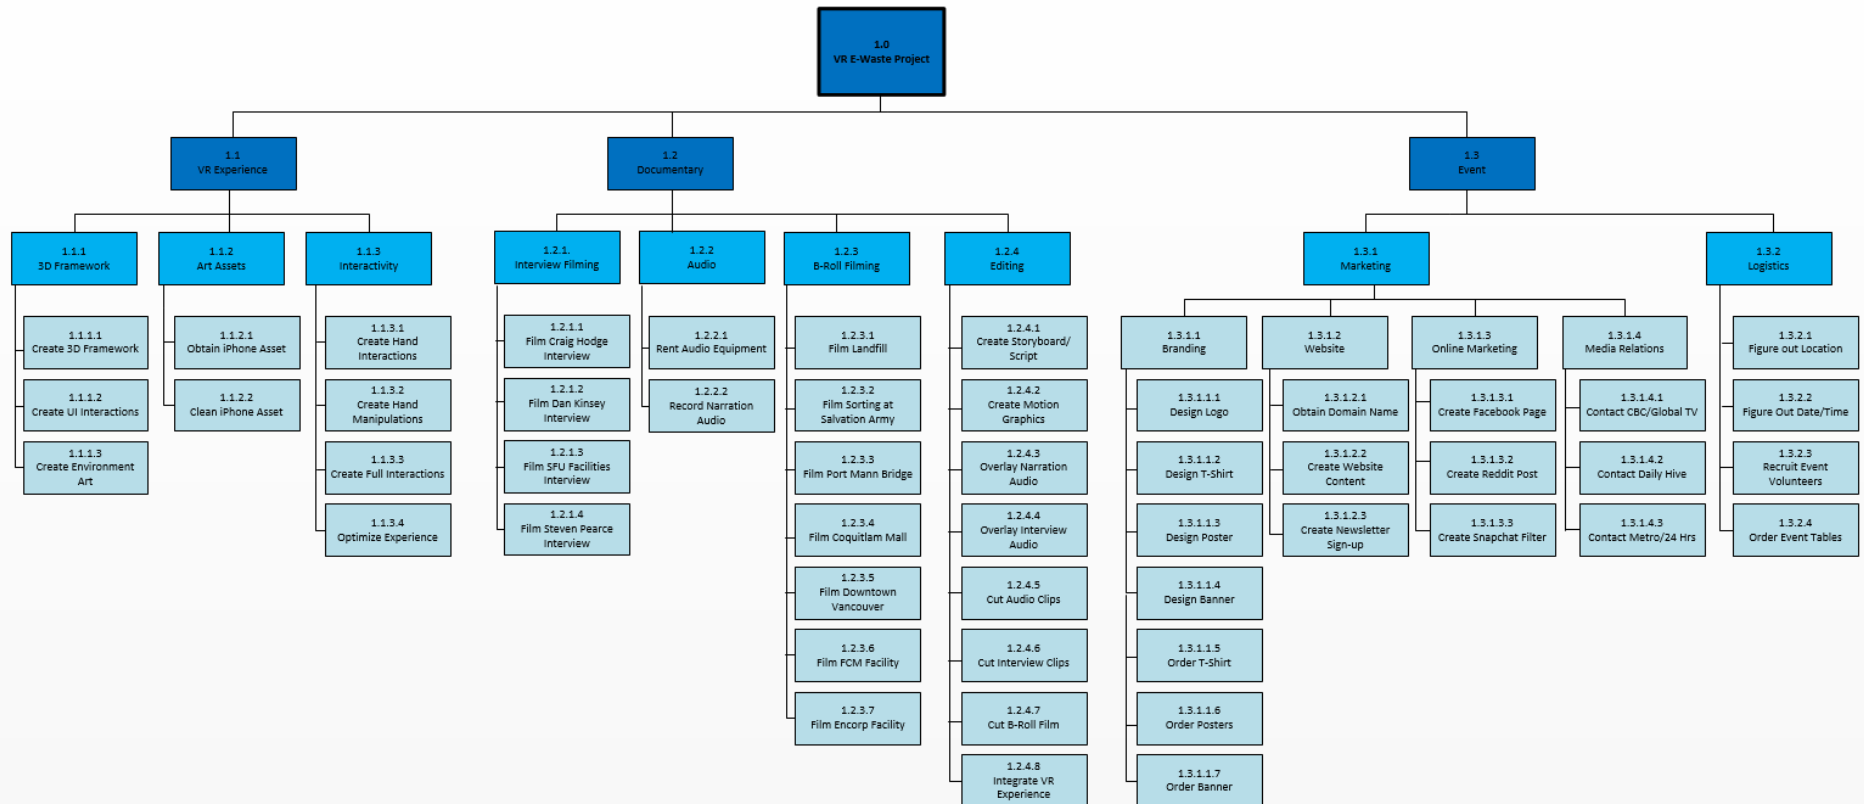 1.0
VR E-Waste Project
1.1
VR Experience
1.2
Documentary
1.3
Event
1.1.1
3D Framework
1.1.2
Art Assets
1.1.3
Interactivity
1.2.1.
Interview Filming
1.2.2
Audio
1.2.3
B-Roll Filming
1.2.4
Editing
1.3.1
Marketing
1.3.2
Logistics
1.1.1.1
Create 3D Framework
1.1.1.2
Create UI Interactions
1.1.1.3
Create Environment
Art
1.1.2.1
Obtain iPhone Asset
1.1.2.2
Clean iPhone Asset
1.1.3.1
Create Hand
Interactions
1.1.3.2
Create Hand
Manipulations
1.1.3.3
Create Full Interactions
1.1.3.4
Optimize Experience
1.2.1.1
Film Craig Hodge
Interview
1.2.1.2
Film Dan Kinsey
Interview
1.2.1.3
Film SFU Facilities
Interview
1.2.1.4
Film Steven Pearce
Interview
1.2.2.1
Rent Audio Equipment
1.2.2.2
Record Narration
Audio
1.2.3.1
Film Landfill
1.2.3.2
Film Sorting at
Salvation Army
1.2.3.3
Film Port Mann Bridge
1.2.3.4
Film Coquitlam Mall
1.2.3.5
Film Downtown
Vancouver
1.2.3.6
Film FCM Facility
1.2.3.7
Film Encorp Facility
1.2.4.1
Create Storyboard/
Script
1.2.4.2
Create Motion
Graphics
1.2.4.3
Overlay Narration
Audio
1.2.4.4
Overlay Interview
Audio
1.2.4.5
Cut Audio Clips
1.2.4.6
Cut Interview Clips
1.2.4.7
Cut B-Roll Film
1.2.4.8
Integrate VR
Experience
1.3.1.1
Branding
1.3.1.1.1
Design Logo
1.3.1.1.2
Design T-Shirt
1.3.1.1.3
Design Poster
1.3.1.1.4
Design Banner
1.3.1.1.5
Order T-Shirt
1.3.1.1.6
Order Posters
1.3.1.1.7
Order Banner
1.3.1.2
Website
1.3.1.2.1
Obtain Domain Name
1.3.1.2.2
Create Website
Content
1.3.1.2.3
Create Newsletter
Sign-up
1.3.1.3
Online Marketing
1.3.1.3.1
Create Facebook Page
1.3.1.3.2
Create Reddit Post
1.3.1.3.3
Create Snapchat Filter
1.3.1.4
Media Relations
1.3.1.4.1
Contact CBC/Global TV
1.3.1.4.2
Contact Daily Hive
1.3.1.4.3
Contact Metro/24 Hrs
1.3.2.1
Figure out Location
1.3.2.2
Figure Out Date/Time
1.3.2.3
Recruit Event
Volunteers
1.3.2.4
Order Event Tables